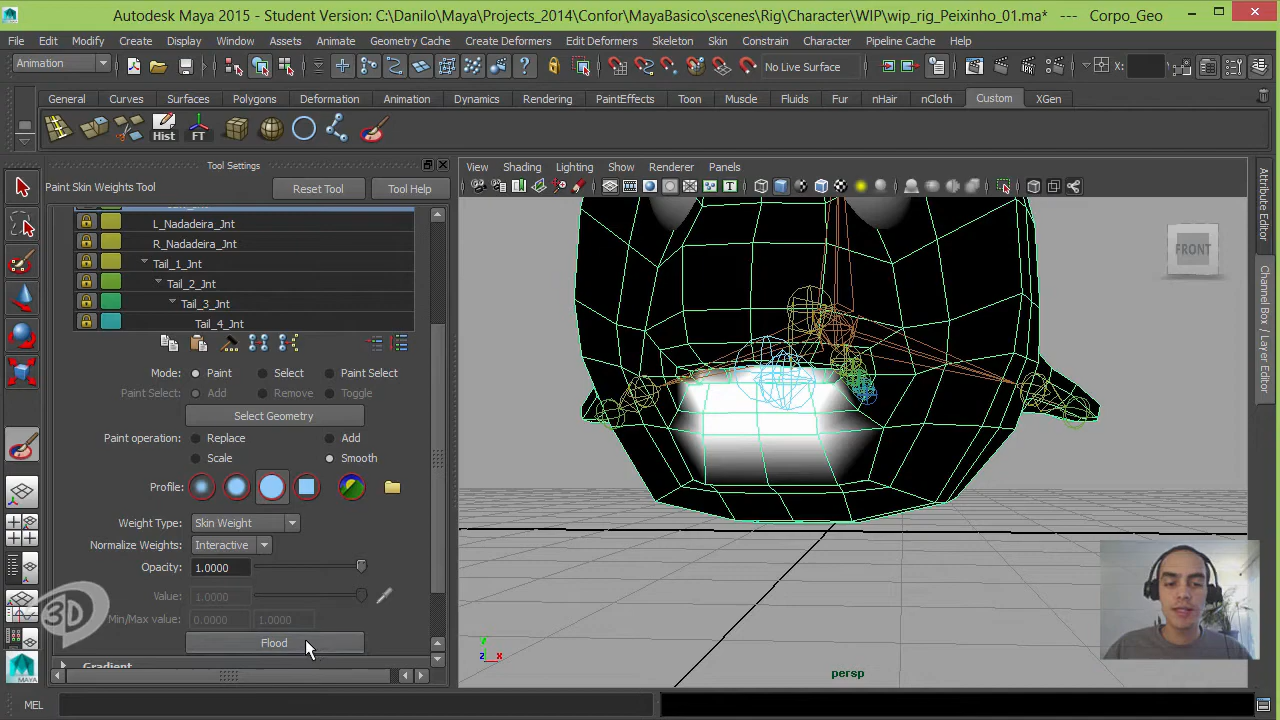 Autodesk Maya 2015 - Student Version: C:\Danilo\Maya\Projects_2014\Confor\MayaBasico\scenes\Rig\Character\WIP\wip_rig_Peixinho_01.ma* --- Corpo_Geo
File Edit Modify Create Display Window Assets Animate Geometry Cache Create Deformers Edit Deformers Skeleton Skin Constrain Character Pipeline Cache Help
Animation
No Live Surface
X:
General Curves Surfaces Polygons Deformation Animation Dynamics Rendering PaintEffects Toon Muscle Fluids Fur nHair nCloth Custom XGen
Hist FT
Tool Settings
Paint Skin Weights Tool Reset Tool Tool Help
L_Nadadeira_Jnt
R_Nadadeira_Jnt
Tail_1_Jnt
Tail_2_Jnt
Tail_3_Jnt
Tail_4_Jnt
Mode: Paint Select Paint Select
Paint Select: Add Remove Toggle
Select Geometry
Paint operation: Replace Add
Scale Smooth
Profile:
Weight Type: Skin Weight
Normalize Weights: Interactive
Opacity: 1.0000
Value: 1.0000
Min/Max value: 0.0000 1.0000
Flood
Gradient
View Shading Lighting Show Renderer Panels
FRONT
persp
y
z x
Attribute Editor
Channel Box / Layer Editor
3D
MAYA
MEL